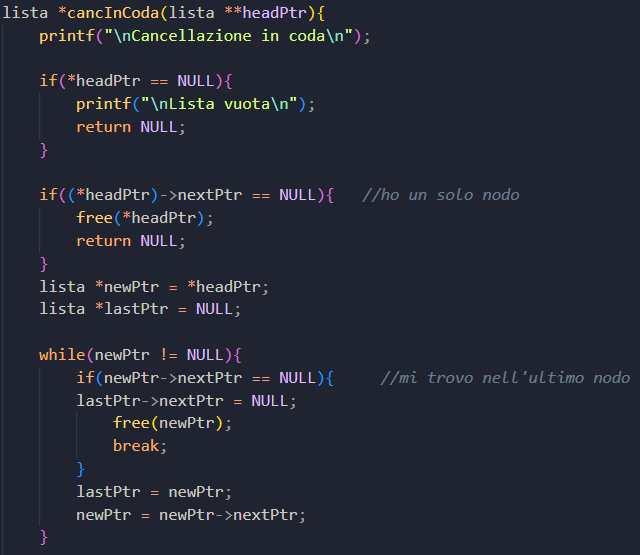 lista *cancInCoda(lista **headPtr){
printf("\nCancellazione in coda\n");
if(*headPtr == NULL){
printf("\nLista vuota\n");
return NULL;
}
if((*headPtr)->nextPtr == NULL){ //ho un solo nodo
free(*headPtr);
return NULL;
}
lista *newPtr = *headPtr;
lista *lastPtr = NULL;
while(newPtr != NULL){
if(newPtr->nextPtr == NULL){ //mi trovo nell'ultimo nodo
lastPtr->nextPtr = NULL;
free(newPtr);
break;
}
lastPtr = newPtr;
newPtr = newPtr->nextPtr;
}